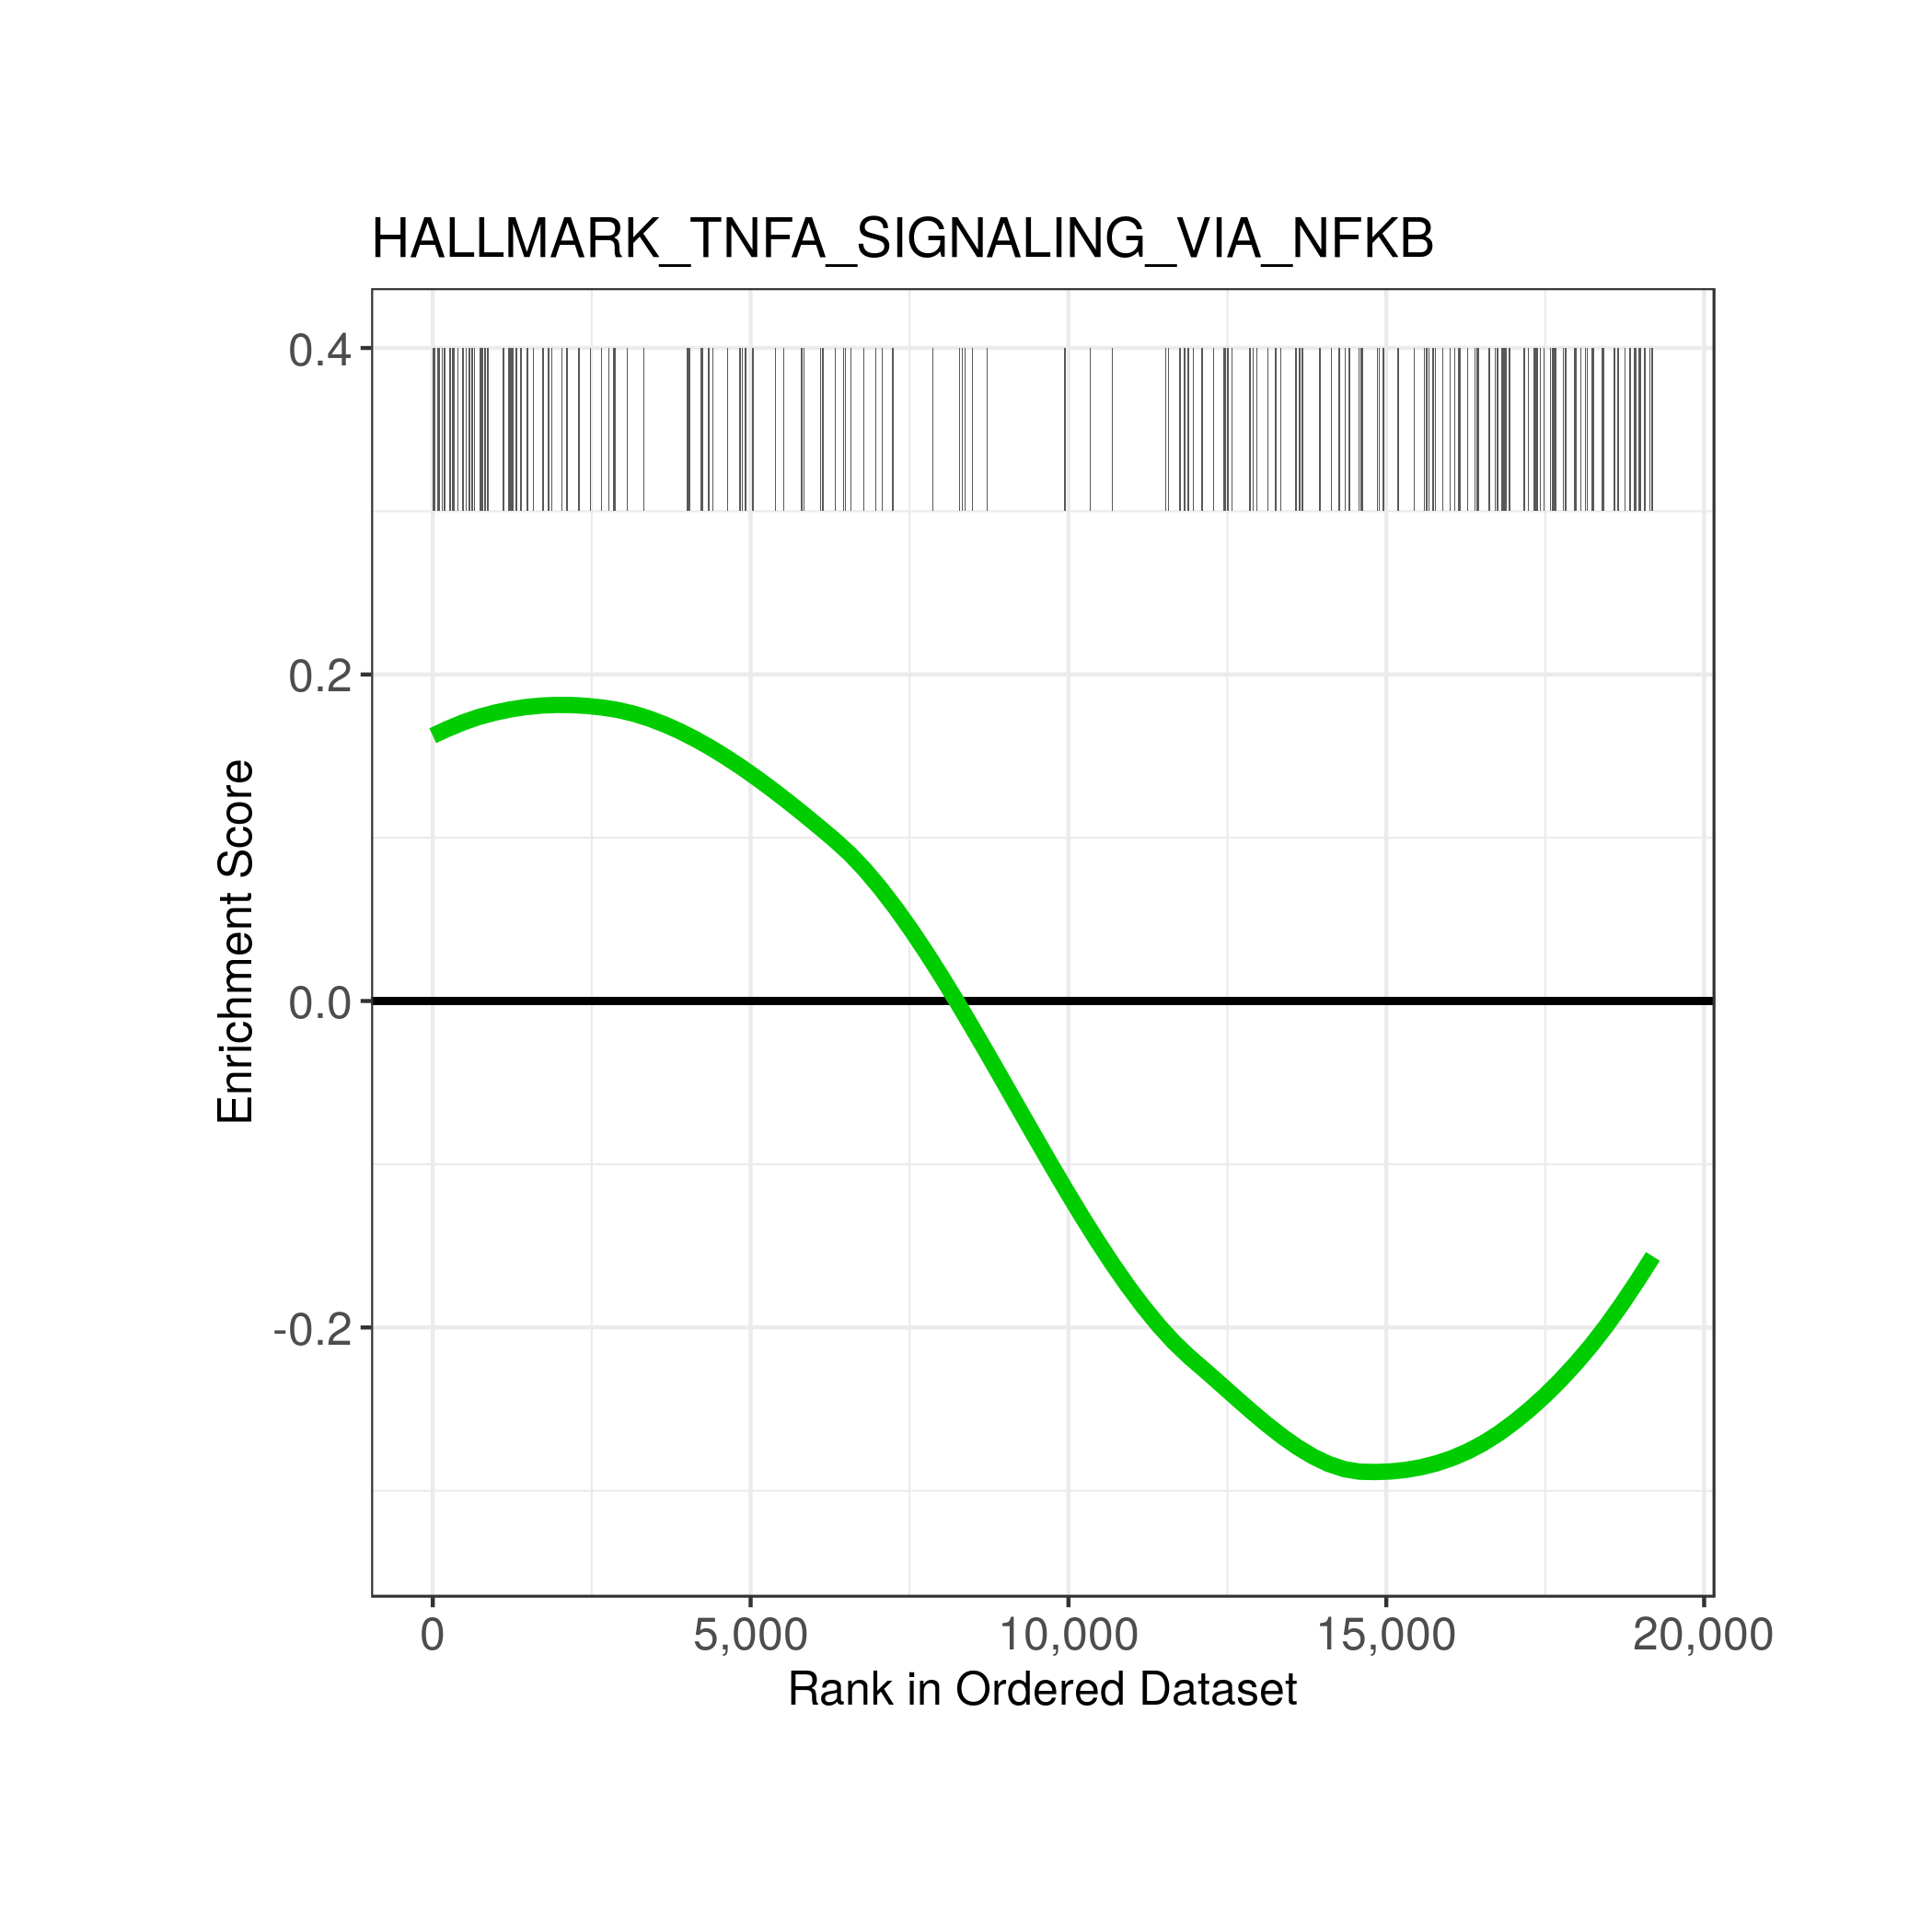 HALLMARK_TNFA_SIGNALING_VIA_NFKB
0.4
0.2
0.0
-0.2
Enrichment Score
0 5,000 10,000 15,000 20,000
Rank in Ordered Dataset